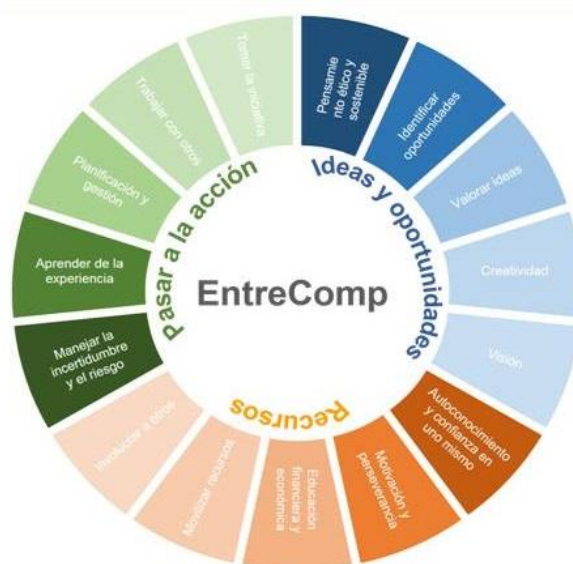 Pensamie
nto ético y
sostenible
Identificar
oportunidades
Valorar ideas
Creatividad
Visión
Autoconocimiento
y confianza en
uno mismo
Motivación y
perseverancia
Educación
financiera y
económica
Movilizar recursos
Involucrar a otros
Manejar la
incertidumbre
y el riesgo
Aprender de la
experiencia
Planificación y
gestión
Trabajar con otros
Tomar la iniciativa
Ideas y oportunidades
Recursos
Pasar a la acción
EntreComp